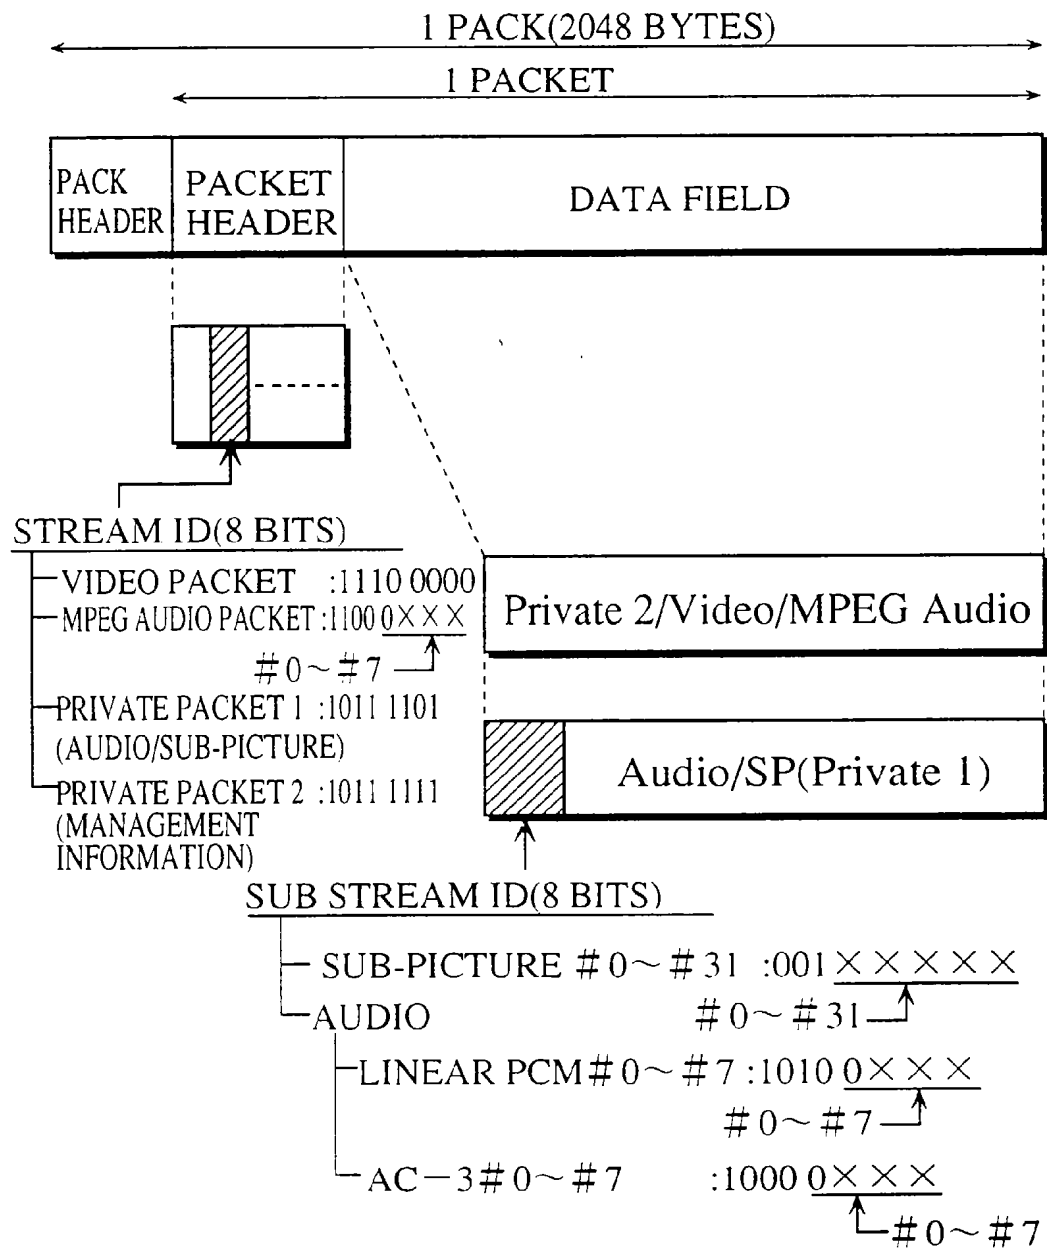 1 PACK(2048 BYTES)
1 PACKET
PACK
HEADER
PACKET
HEADER
DATA FIELD
STREAM ID(8 BITS)
VIDEO PACKET :1110 0000
MPEG AUDIO PACKET :1100 0×××
#0~#7
PRIVATE PACKET 1 :1011 1101
(AUDIO/SUB-PICTURE)
PRIVATE PACKET 2 :1011 1111
(MANAGEMENT
INFORMATION)
Private 2/Video/MPEG Audio
Audio/SP(Private 1)
SUB STREAM ID(8 BITS)
SUB-PICTURE #0~#31 :001×××××
#0~#31
AUDIO
LINEAR PCM#0~#7 :1010 0×××
#0~#7
AC-3#0~#7 :1000 0×××
#0~#7